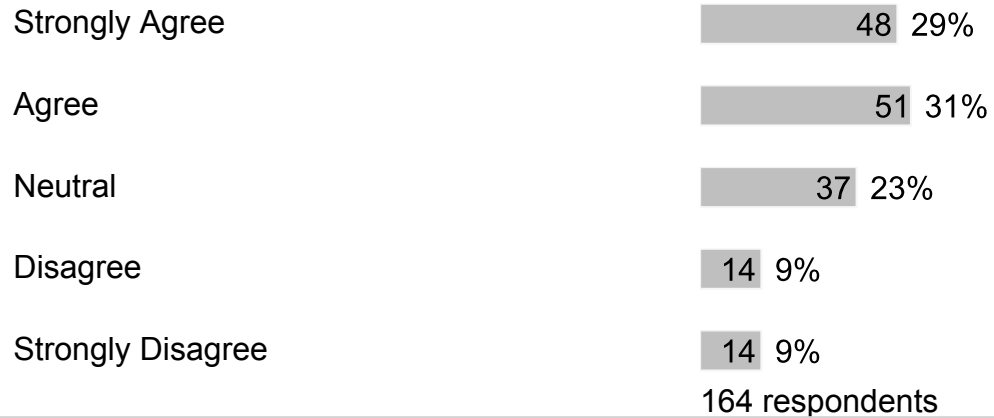 Strongly Agree 48 29%
Agree 51 31%
Neutral 37 23%
Disagree 14 9%
Strongly Disagree 14 9%
164 respondents